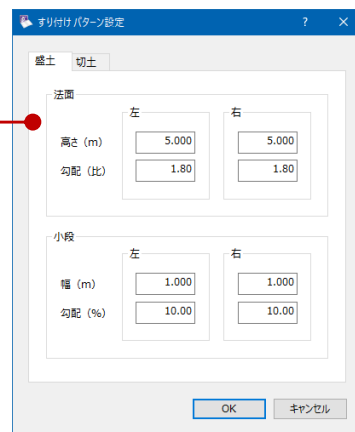 すり付けパターン設定 ? ×
盛土 切土
法面
左 右
高さ（m） 5.000 5.000
勾配（比） 1.80 1.80
小段
左 右
幅（m） 1.000 1.000
勾配（%） 10.00 10.00
OK キャンセル